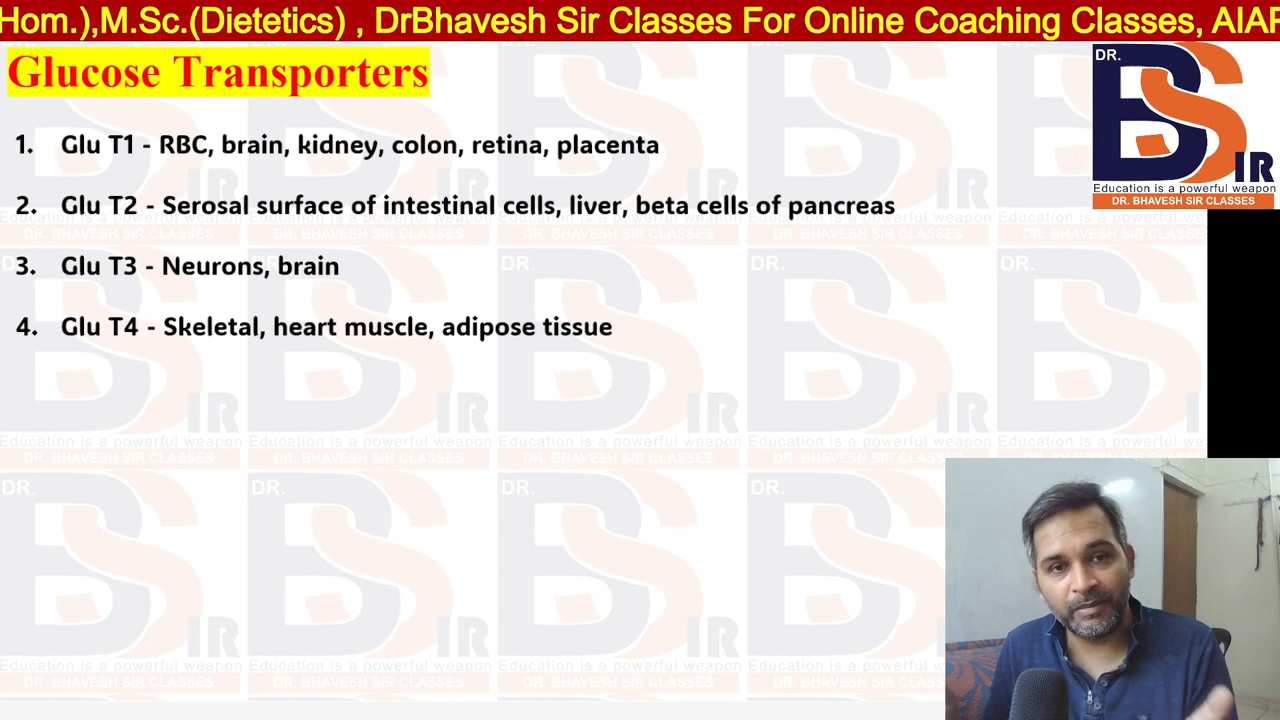 Hom.),M.Sc.(Dietetics) , DrBhavesh Sir Classes For Online Coaching Classes, AIAP
Glucose Transporters
DR.
BS IR
Education is a powerful weapon
DR. BHAVESH SIR CLASSES
1. Glu T1 - RBC, brain, kidney, colon, retina, placenta
2. Glu T2 - Serosal surface of intestinal cells, liver, beta cells of pancreas
3. Glu T3 - Neurons, brain
4. Glu T4 - Skeletal, heart muscle, adipose tissue